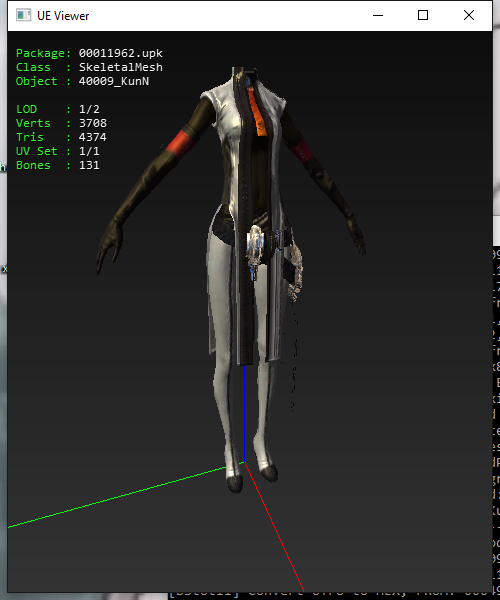 UE Viewer
Package: 00011962.upk
Class : SkeletalMesh
Object : 40009_KunN
LOD : 1/2
Verts : 3708
Tris : 4374
UV Set : 1/1
Bones : 131